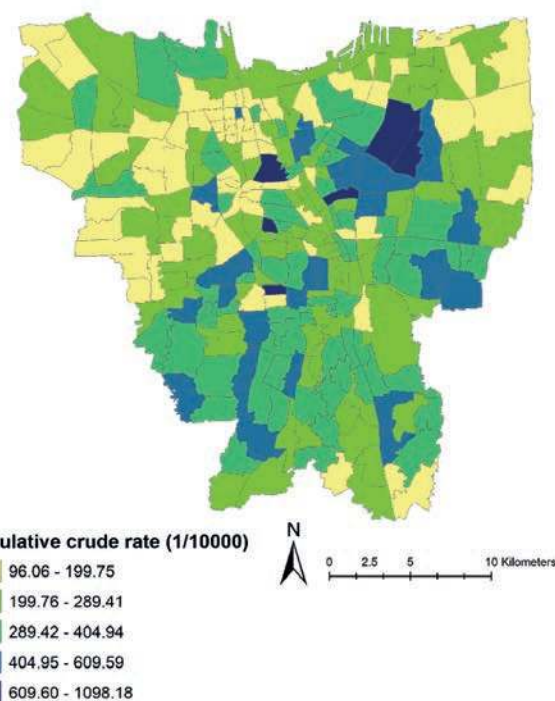 ulative crude rate (1/10000)
96.06 - 199.75
199.76 - 289.41
289.42 - 404.94
404.95 - 609.59
609.60 - 1098.18
N
0 2.5 5 10 Kilometers